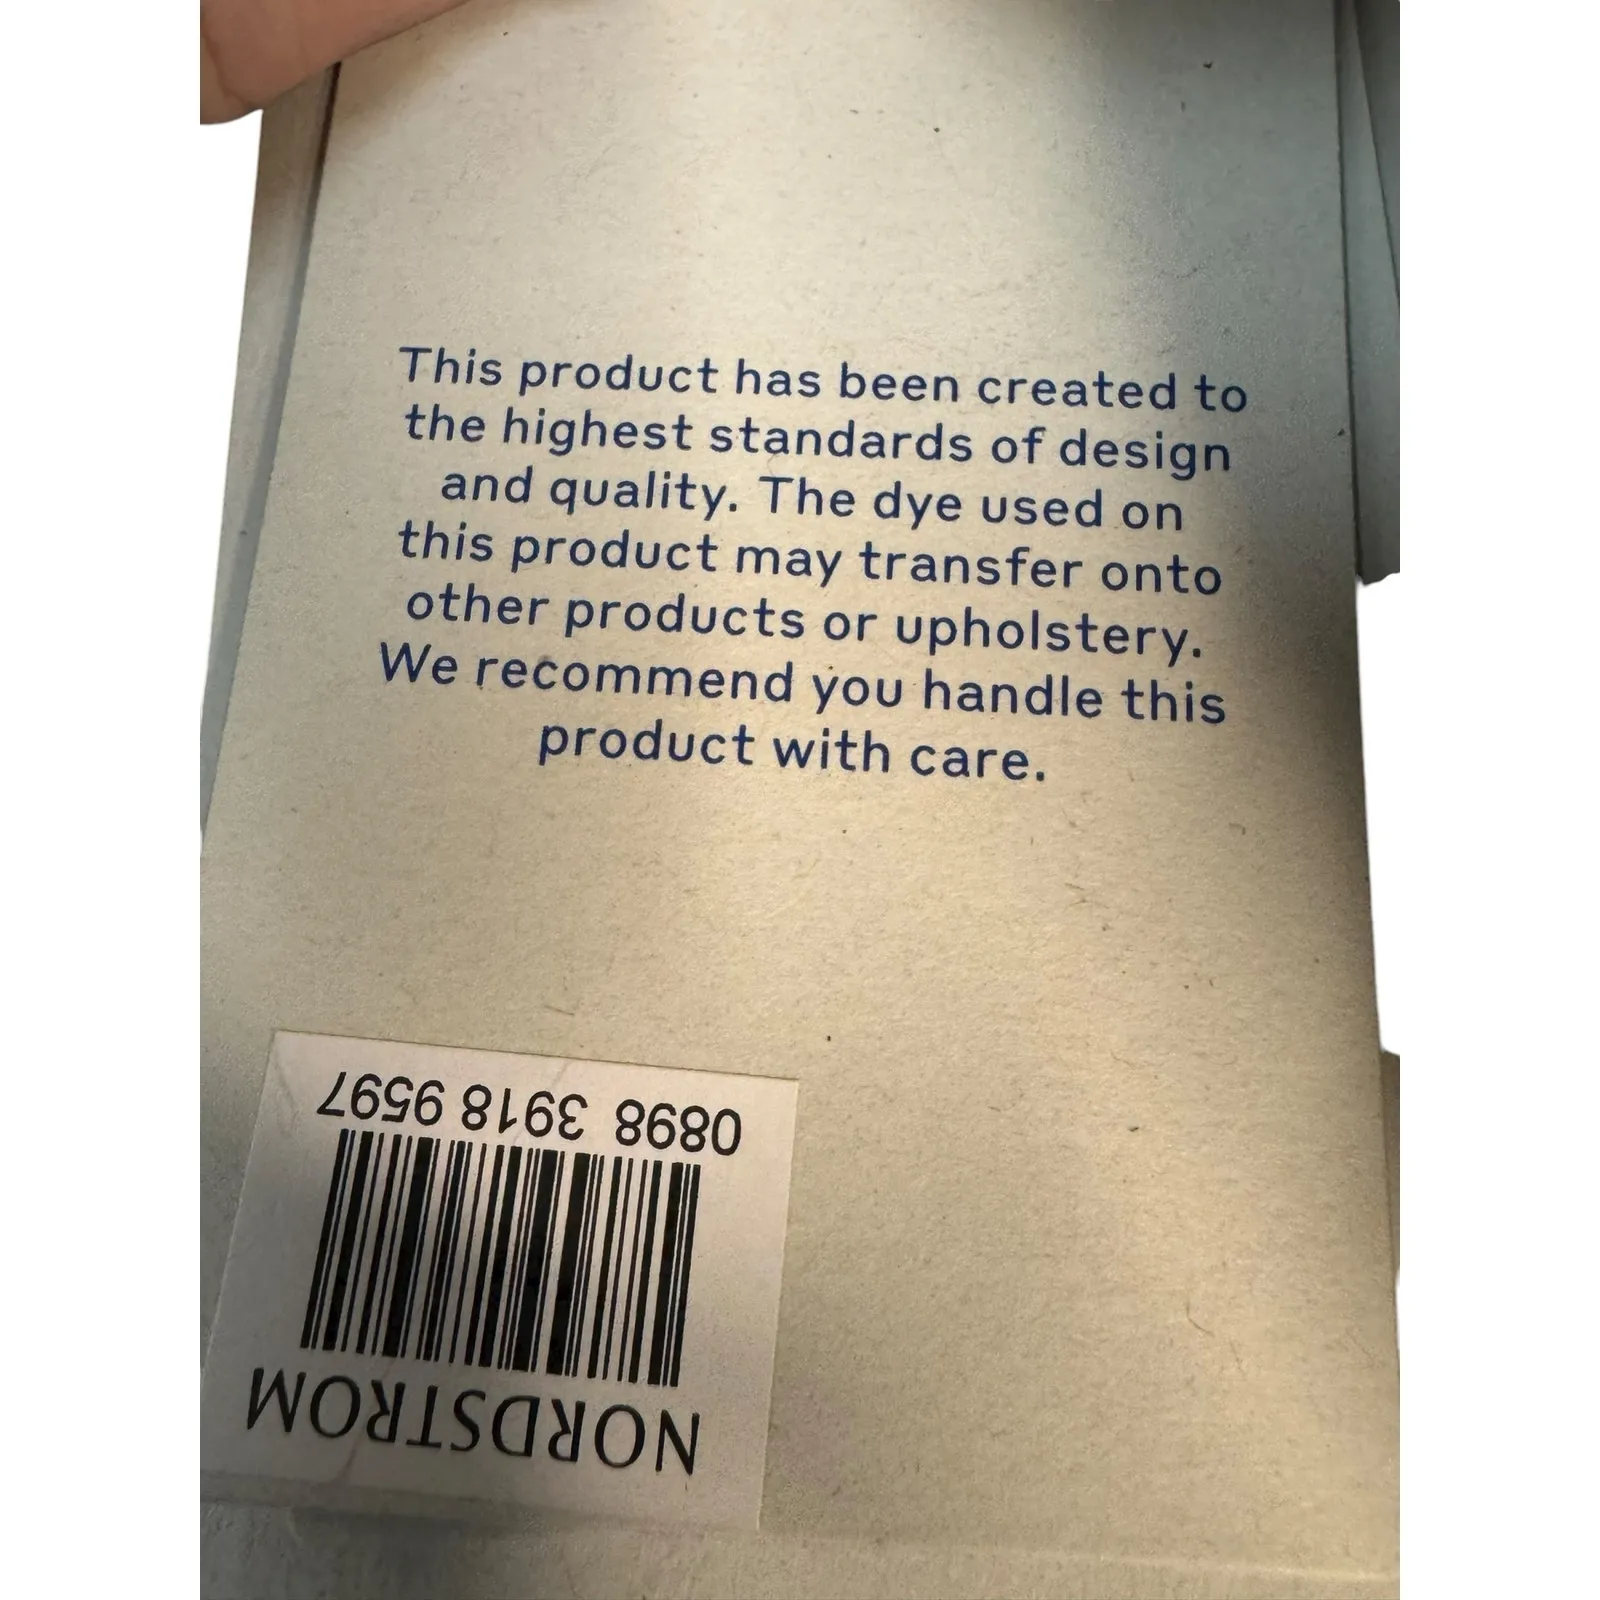 This product has been created to
the highest standards of design
and quality. The dye used on
this product may transfer onto
other products or upholstery.
We recommend you handle this
product with care.
NORDSTROM
0898 3918 9597